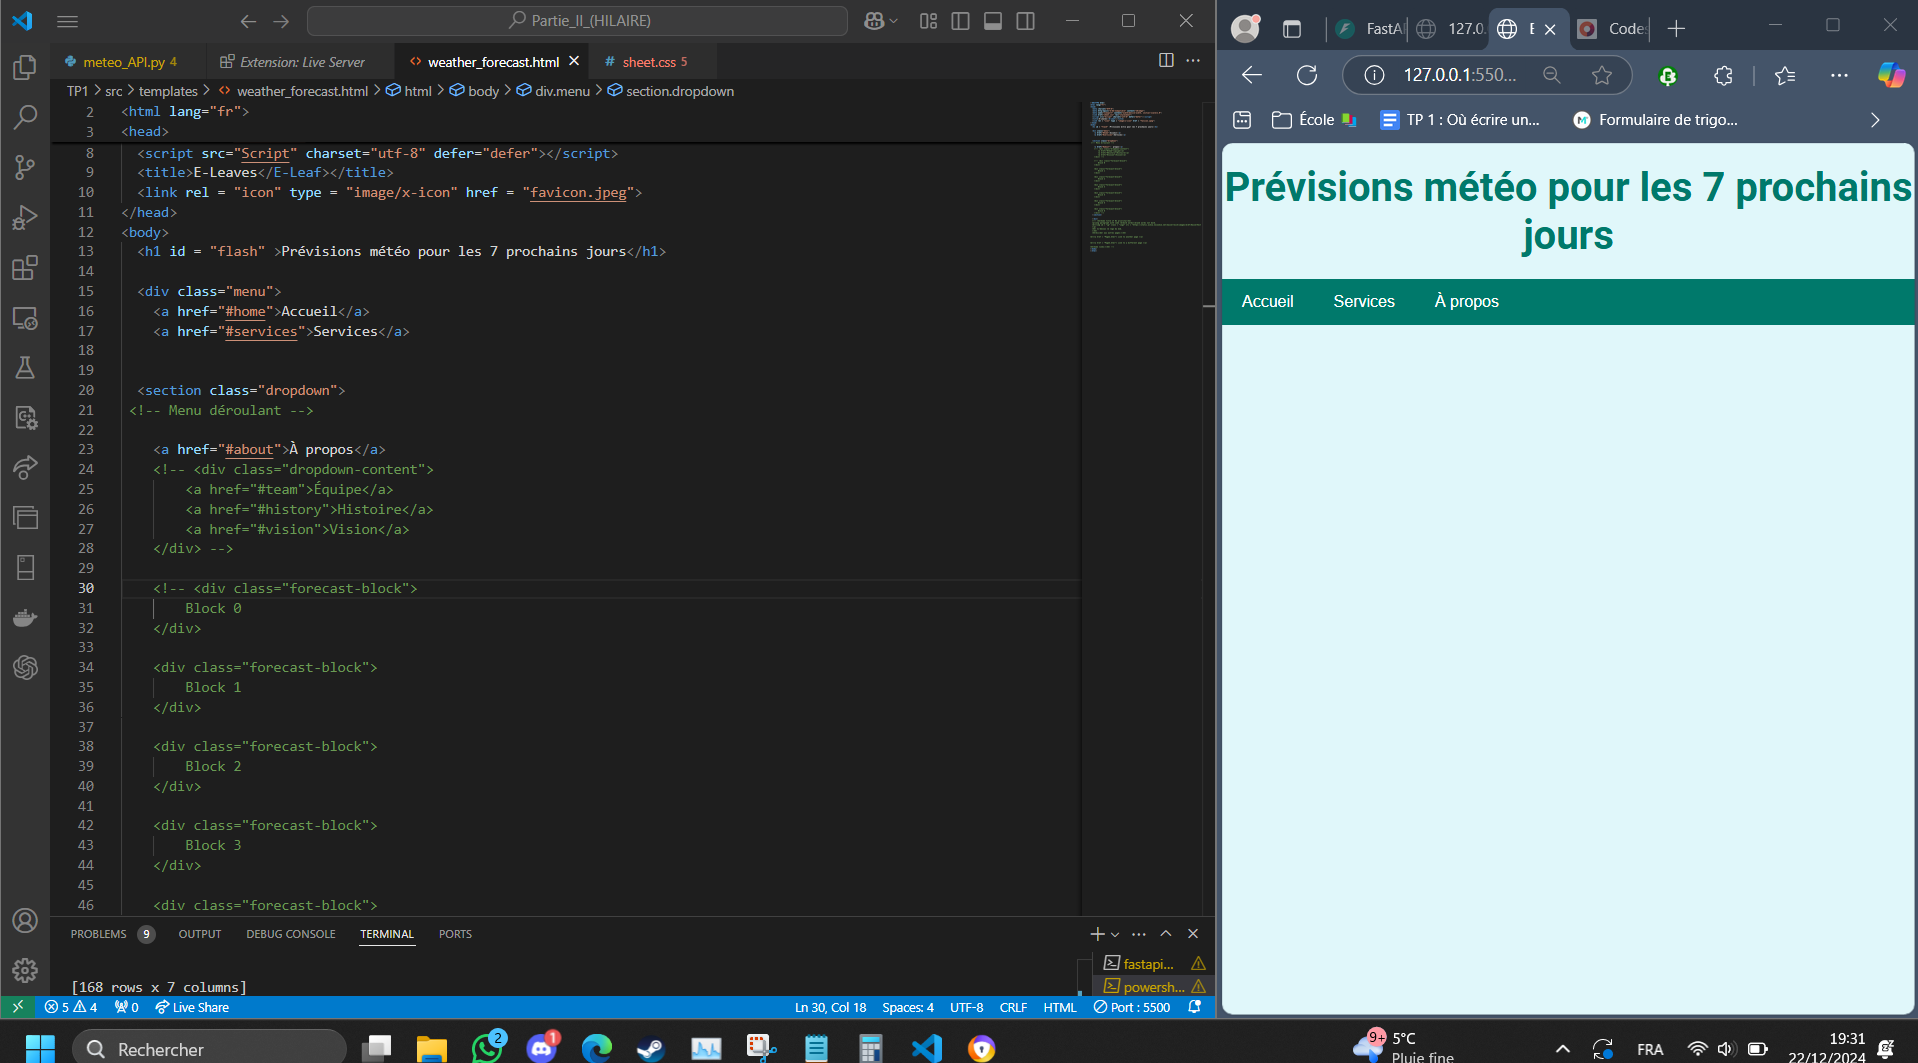 Partie_II_(HILAIRE)
meteo_API.py 4
Extension: Live Server
weather_forecast.html
# sheet.css 5
TP1 > src > templates > <> weather_forecast.html > html > body > div.menu > section.dropdown
2 <html lang="fr">
3 <head>
8 <script src="Script" charset="utf-8" defer="defer"></script>
9 <title>E-Leaves</E-Leaf></title>
10 <link rel = "icon" type = "image/x-icon" href = "favicon.jpeg">
11 </head>
12 <body>
13 <h1 id = "flash" >Prévisions météo pour les 7 prochains jours</h1>
14
15 <div class="menu">
16 <a href="#home">Accueil</a>
17 <a href="#services">Services</a>
18
19
20 <section class="dropdown">
21 <!-- Menu déroulant -->
22
23 <a href="#about">À propos</a>
24 <!-- <div class="dropdown-content">
25 <a href="#team">Équipe</a>
26 <a href="#history">Histoire</a>
27 <a href="#vision">Vision</a>
28 </div> -->
29
30 <!-- <div class="forecast-block">
31 Block 0
32 </div>
33
34 <div class="forecast-block">
35 Block 1
36 </div>
37
38 <div class="forecast-block">
39 Block 2
40 </div>
41
42 <div class="forecast-block">
43 Block 3
44 </div>
45
46 <div class="forecast-block">
PROBLEMS 9 OUTPUT DEBUG CONSOLE TERMINAL PORTS
fastapi...
[168 rows x 7 columns]
powersh...
5 4 0 Live Share Ln 30, Col 18 Spaces: 4 UTF-8 CRLF HTML Port : 5500
FastAI 127.0. E Code:
127.0.0.1:550...
École TP 1 : Où écrire un... Formulaire de trigo...
Prévisions météo pour les 7 prochains
jours
Accueil Services À propos
Rechercher
2
1
9+
5°C
Pluie fine
FRA
19:31
22/12/2024